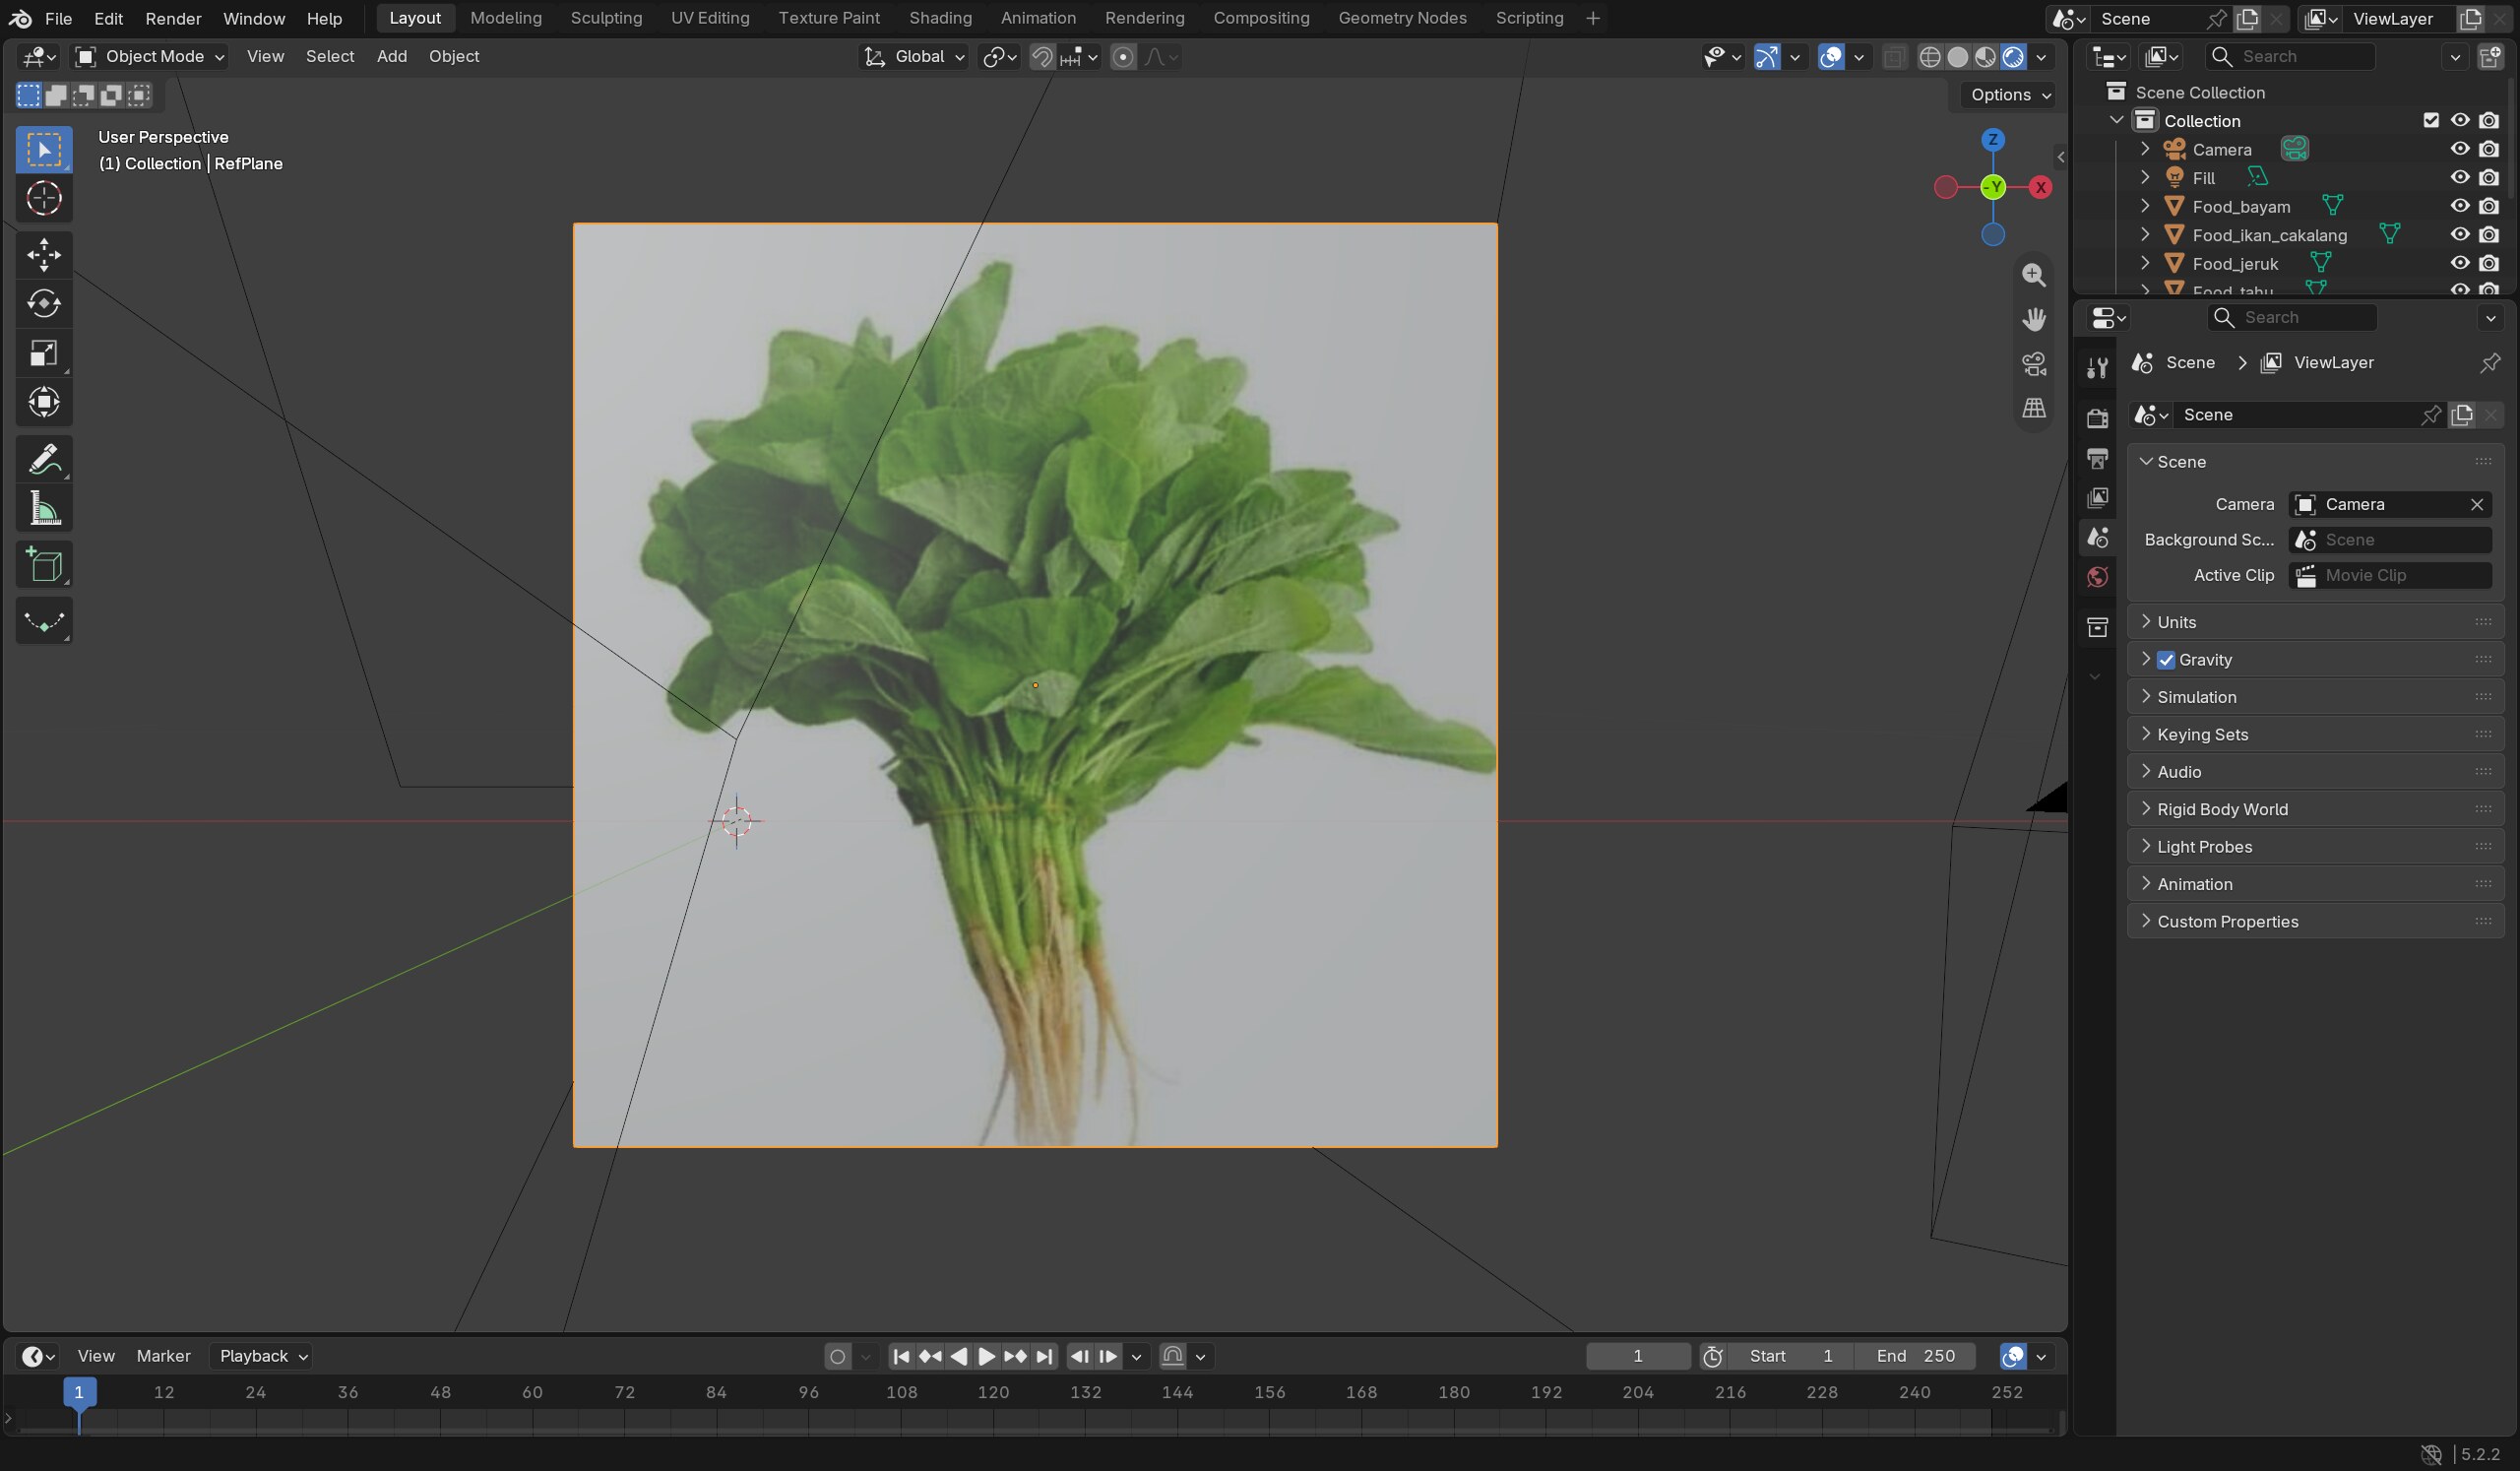 File Edit Render Window Help Layout Modeling Sculpting UV Editing Texture Paint Shading Animation Rendering Compositing Geometry Nodes Scripting Scene ViewLayer
Object Mode View Select Add Object Global Search
Options
User Perspective
(1) Collection | RefPlane
Z
-Y X
Scene Collection
Collection
Camera
Fill
Food_bayam
Food_ikan_cakalang
Food_jeruk
Food_tahu
Search
Scene ViewLayer
Scene
Scene
Camera Camera
Background Sc... Scene
Active Clip Movie Clip
Units
Gravity
Simulation
Keying Sets
Audio
Rigid Body World
Light Probes
Animation
Custom Properties
View Marker Playback 1 Start 1 End 250
1 12 24 36 48 60 72 84 96 108 120 132 144 156 168 180 192 204 216 228 240 252
5.2.2